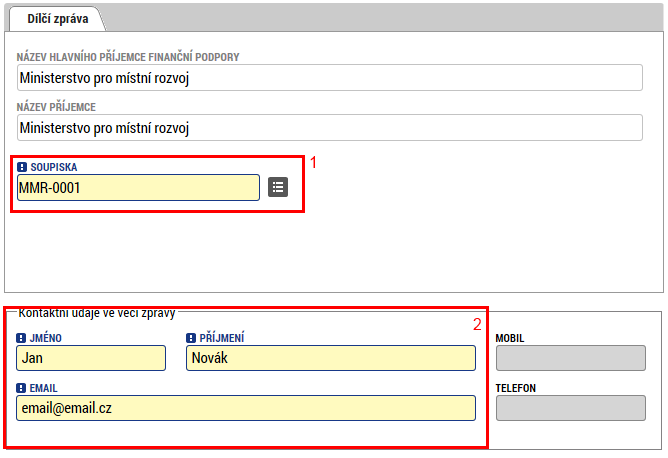 Dílčí zpráva
NÁZEV HLAVNÍHO PŘÍJEMCE FINANČNÍ PODPORY
Ministerstvo pro místní rozvoj
NÁZEV PŘÍJEMCE
Ministerstvo pro místní rozvoj
SOUPISKA 1
MMR-0001
Kontaktní údaje ve věci zprávy 2
JMÉNO PŘÍJMENÍ MOBIL
Jan Novák
EMAIL TELEFON
email@email.cz